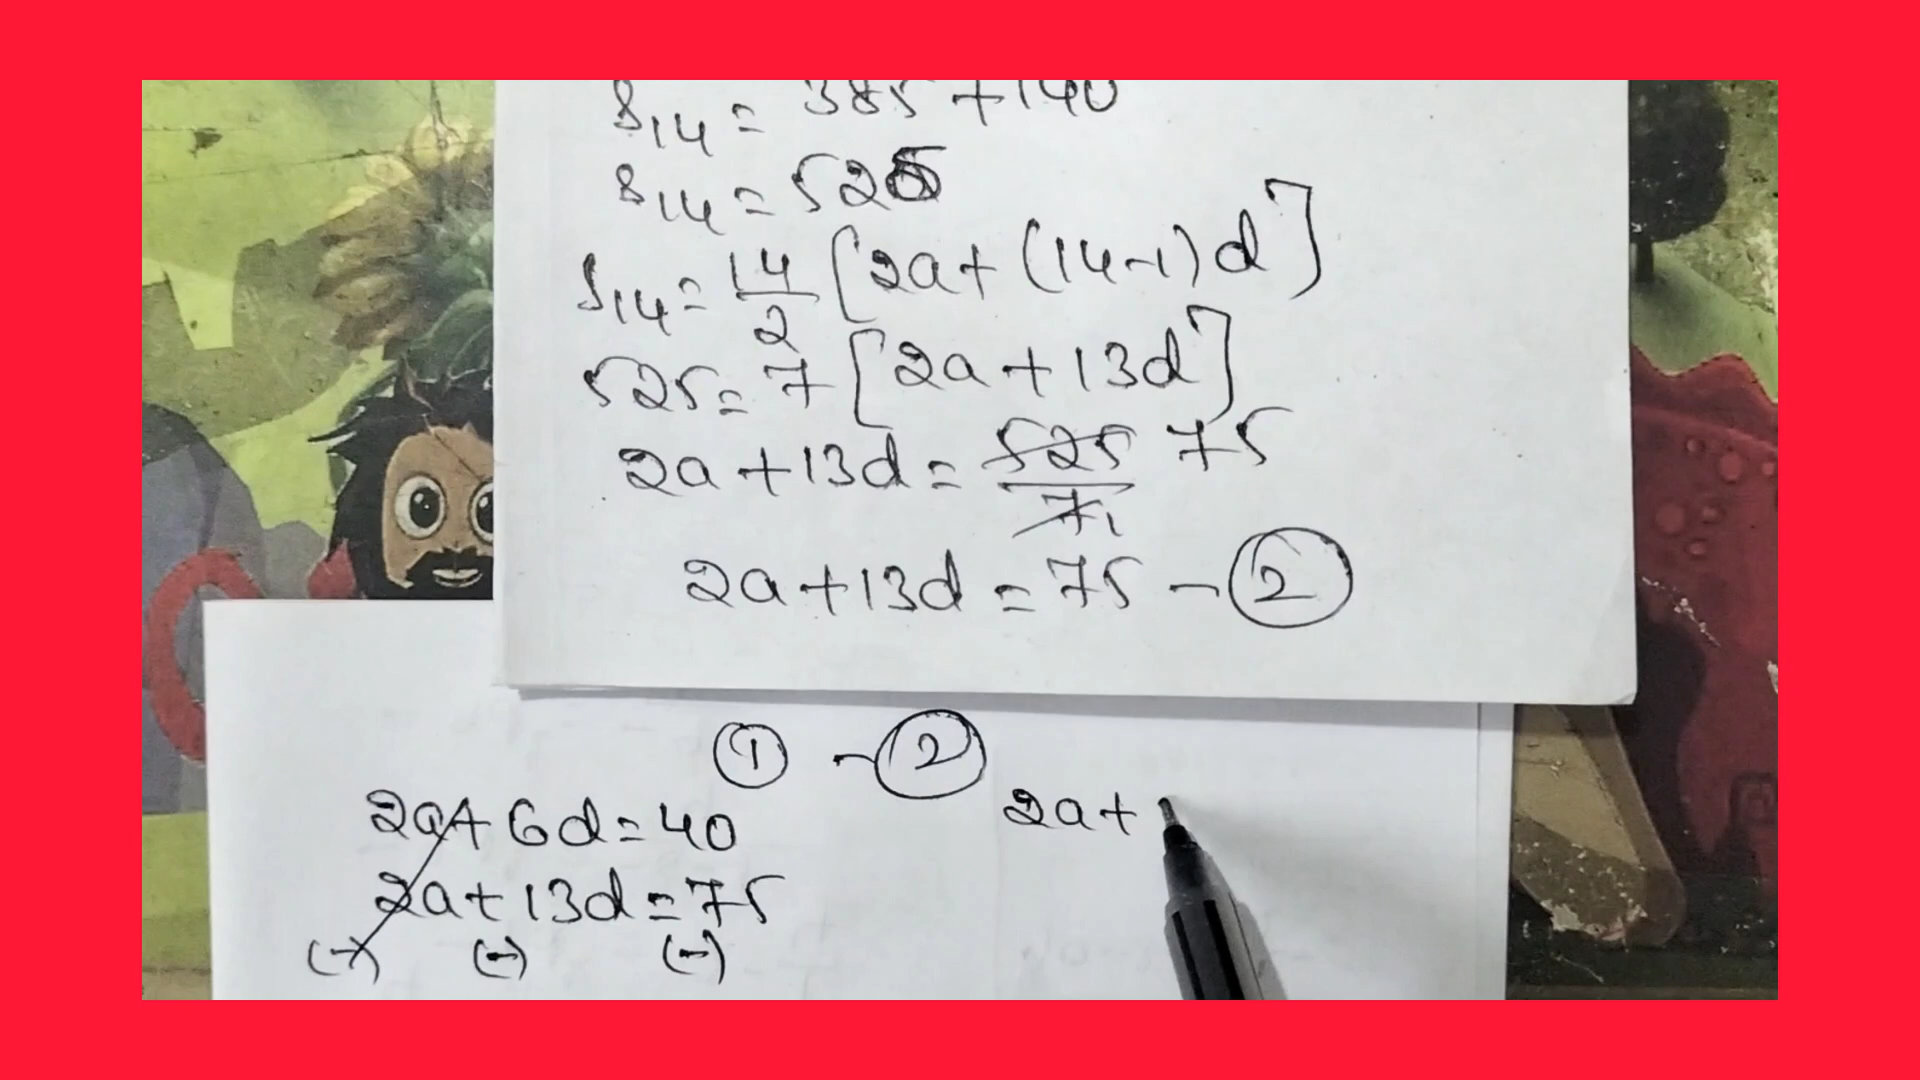 S14 = 385 + 140
S14 = 525
S14 = 14/2 [2a + (14-1)d]
525 = 7 [2a + 13d]
2a + 13d = 525/7 1 75
2a + 13d = 75 - 2
1 - 2
2a + 6d = 40
2a +
2a + 13d = 75
(-) (-) (-)